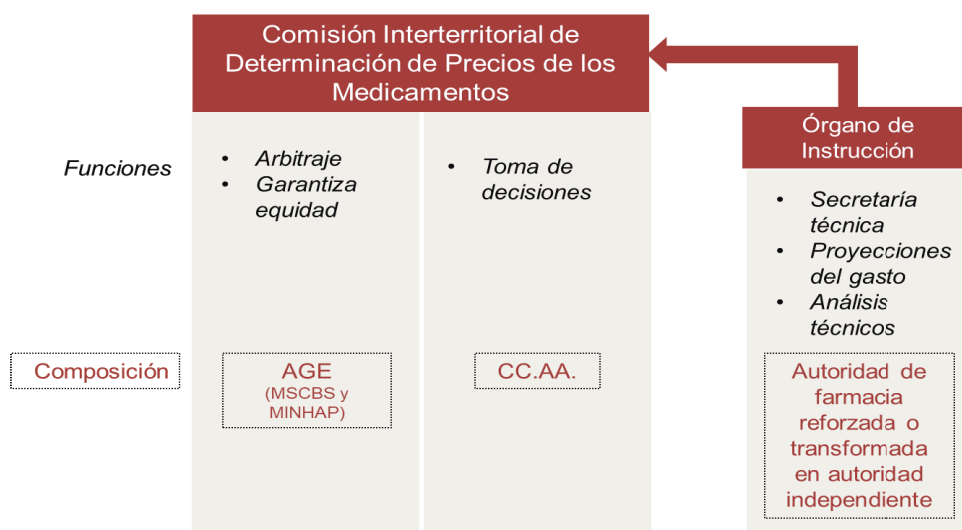 Comisión Interterritorial de
Determinación de Precios de los
Medicamentos
Órgano de
Instrucción
Funciones
• Arbitraje
• Garantiza
equidad
• Toma de
decisiones
• Secretaría
técnica
• Proyecciones
del gasto
• Análisis
técnicos
Composición
AGE
(MSCBS y
MINHAP)
CC.AA.
Autoridad de
farmacia
reforzada o
transformada
en autoridad
independiente